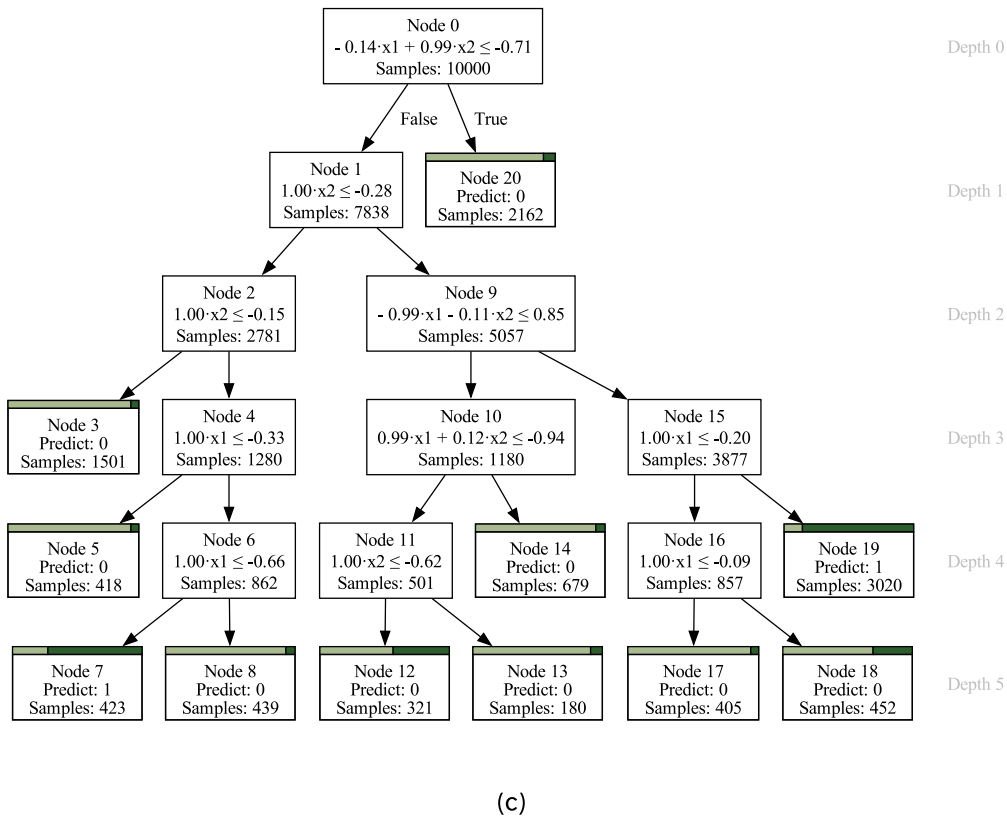 Node 0
- 0.14·x1 + 0.99·x2 ≤ -0.71
Samples: 10000
Depth 0
False
True
Node 1
1.00·x2 ≤ -0.28
Samples: 7838
Node 20
Predict: 0
Samples: 2162
Depth 1
Node 2
1.00·x2 ≤ -0.15
Samples: 2781
Node 9
- 0.99·x1 - 0.11·x2 ≤ 0.85
Samples: 5057
Depth 2
Node 3
Predict: 0
Samples: 1501
Node 4
1.00·x1 ≤ -0.33
Samples: 1280
Node 10
0.99·x1 + 0.12·x2 ≤ -0.94
Samples: 1180
Node 15
1.00·x1 ≤ -0.20
Samples: 3877
Depth 3
Node 5
Predict: 0
Samples: 418
Node 6
1.00·x1 ≤ -0.66
Samples: 862
Node 11
1.00·x2 ≤ -0.62
Samples: 501
Node 14
Predict: 0
Samples: 679
Node 16
1.00·x1 ≤ -0.09
Samples: 857
Node 19
Predict: 1
Samples: 3020
Depth 4
Node 7
Predict: 1
Samples: 423
Node 8
Predict: 0
Samples: 439
Node 12
Predict: 0
Samples: 321
Node 13
Predict: 0
Samples: 180
Node 17
Predict: 0
Samples: 405
Node 18
Predict: 0
Samples: 452
Depth 5
(c)